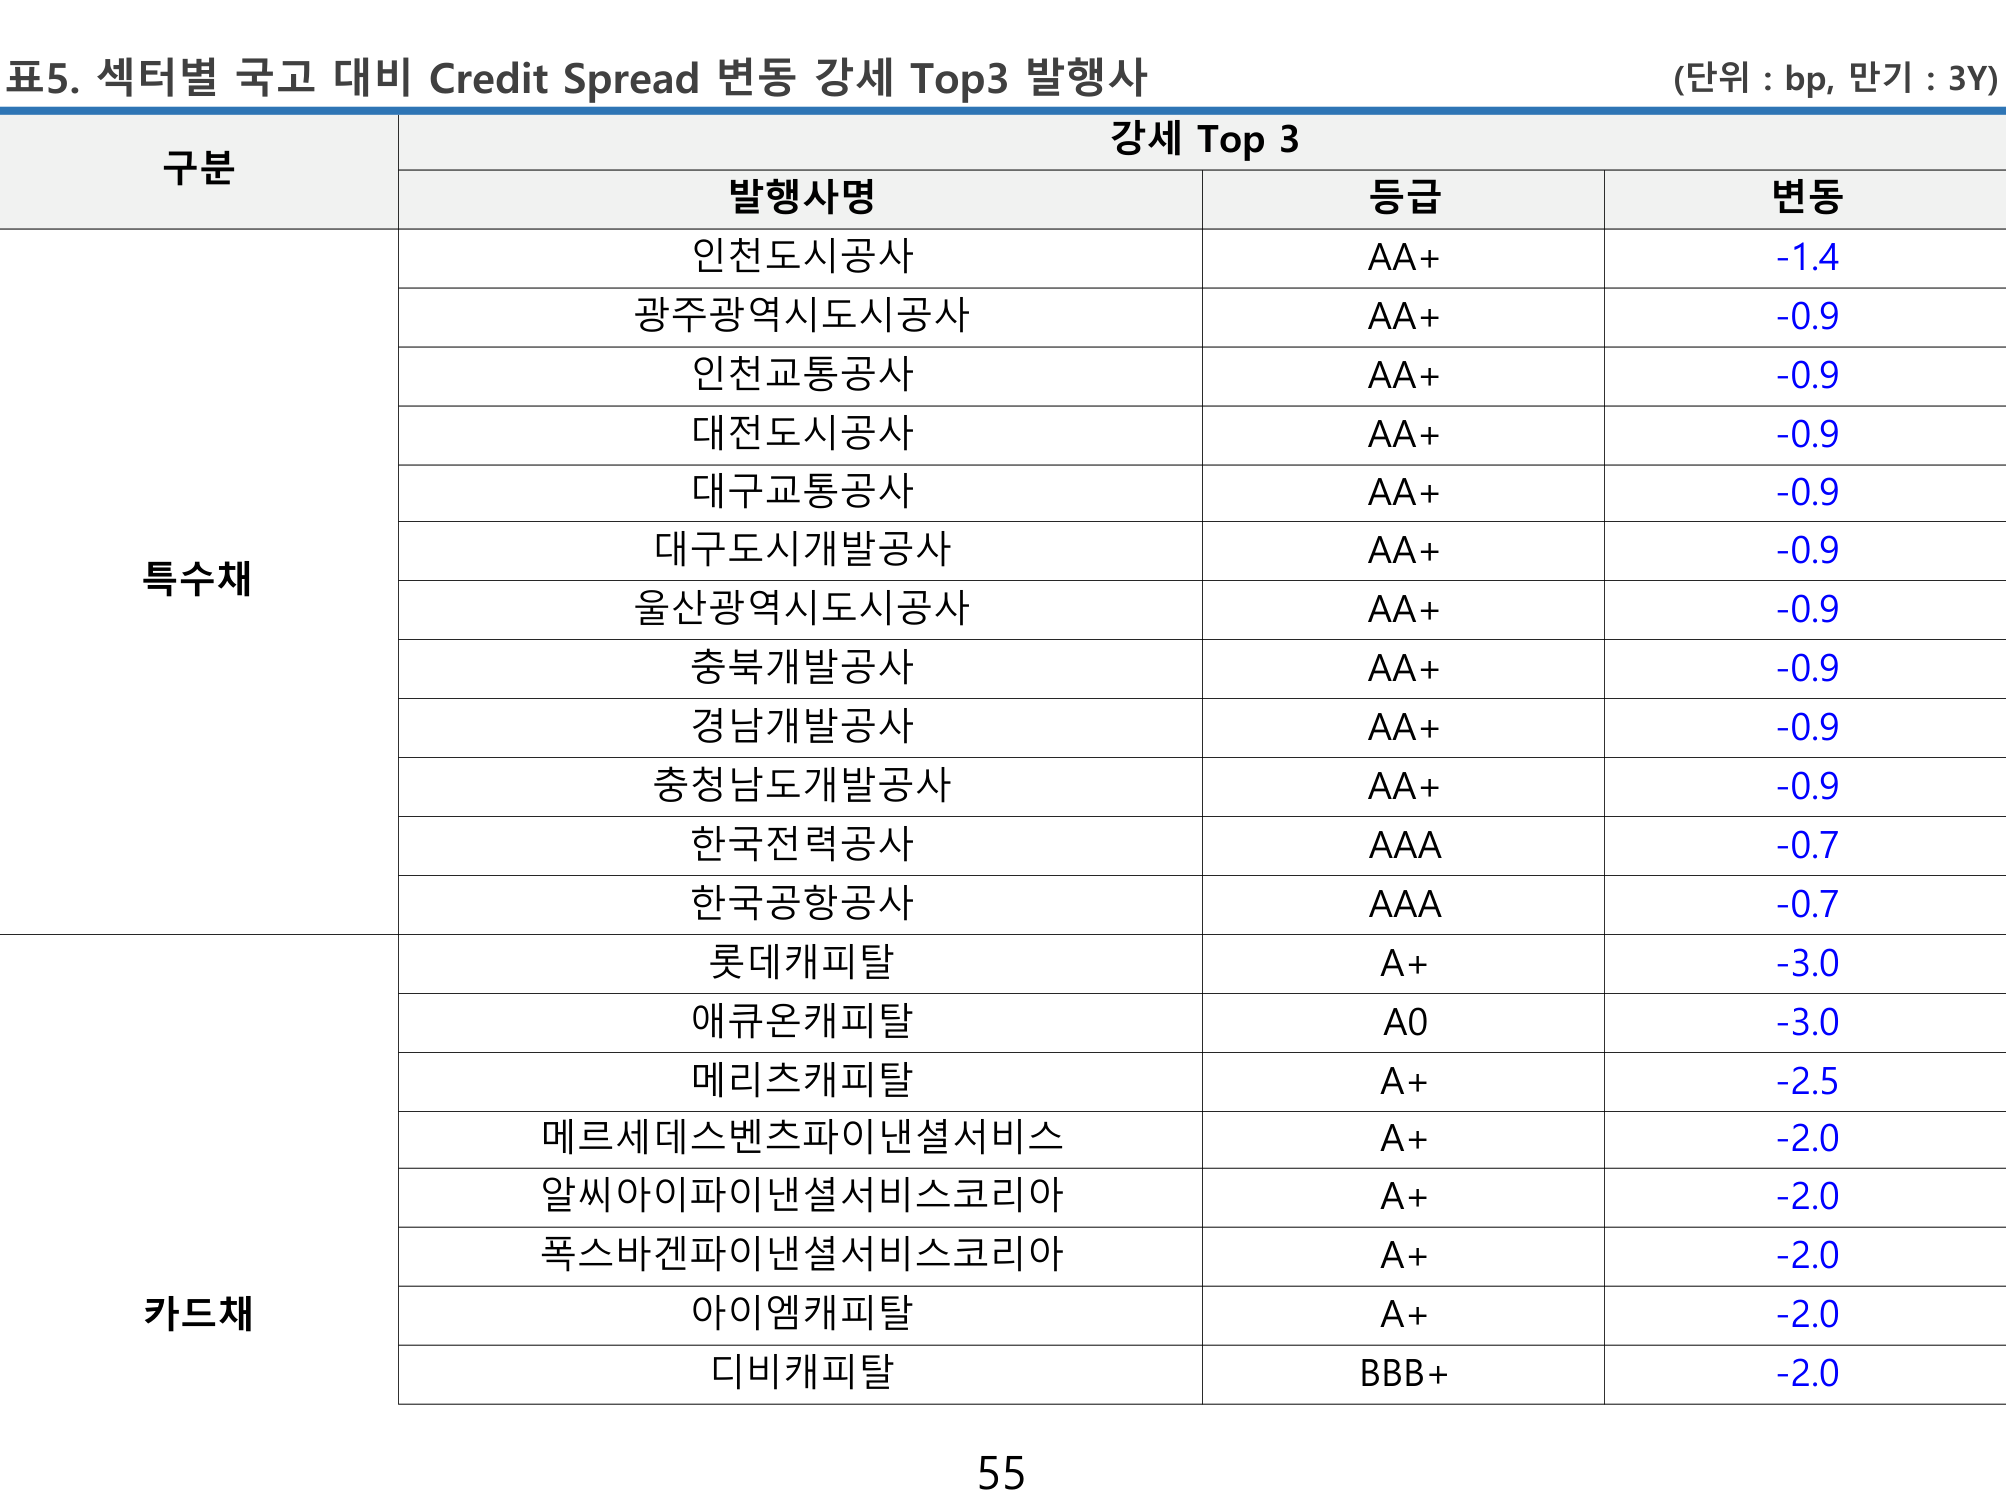 표5. 섹터별 국고 대비 Credit Spread 변동 강세 Top3 발행사 (단위 : bp, 만기 : 3Y)
구분 강세 Top 3
발행사명 등급 변동
특수채
인천도시공사 AA+ -1.4
광주광역시도시공사 AA+ -0.9
인천교통공사 AA+ -0.9
대전도시공사 AA+ -0.9
대구교통공사 AA+ -0.9
대구도시개발공사 AA+ -0.9
울산광역시도시공사 AA+ -0.9
충북개발공사 AA+ -0.9
경남개발공사 AA+ -0.9
충청남도개발공사 AA+ -0.9
한국전력공사 AAA -0.7
한국공항공사 AAA -0.7
카드채
롯데캐피탈 A+ -3.0
애큐온캐피탈 A0 -3.0
메리츠캐피탈 A+ -2.5
메르세데스벤츠파이낸셜서비스 A+ -2.0
알씨아이파이낸셜서비스코리아 A+ -2.0
폭스바겐파이낸셜서비스코리아 A+ -2.0
아이엠캐피탈 A+ -2.0
디비캐피탈 BBB+ -2.0
55